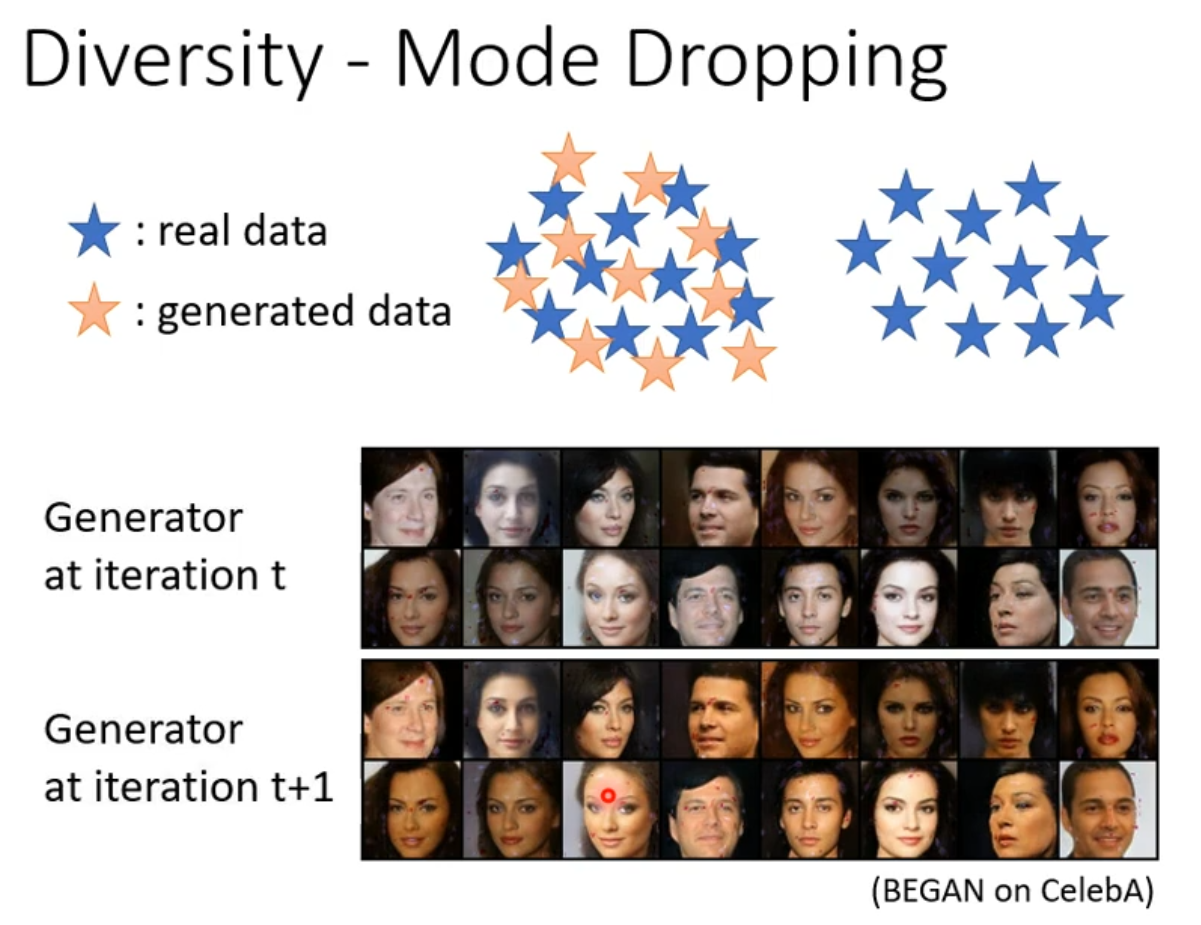 Diversity - Mode Dropping
: real data
: generated data
Generator
at iteration t
Generator
at iteration t+1
(BEGAN on CelebA)